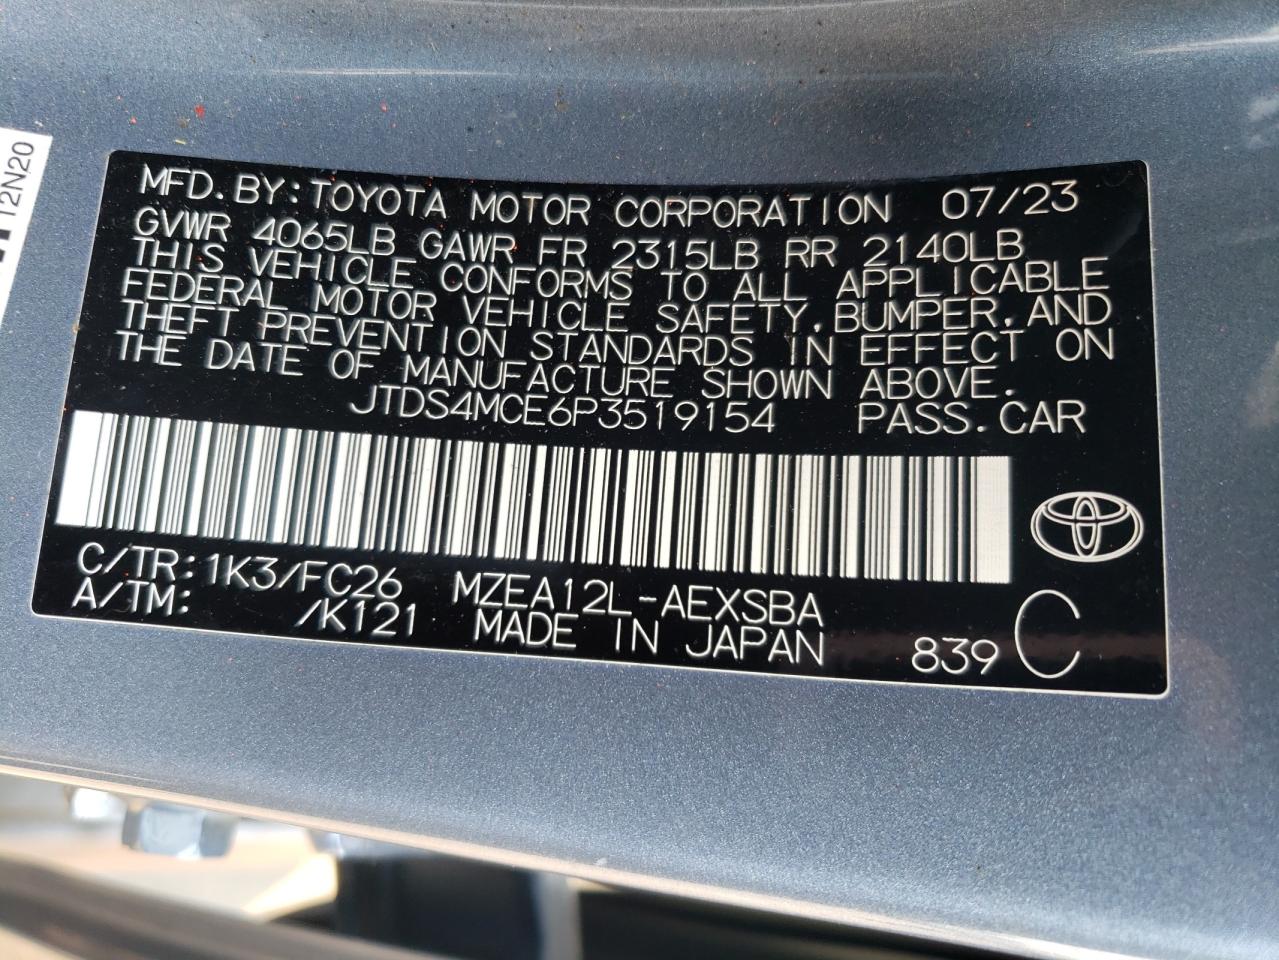 12N20
MFD.BY:TOYOTA MOTOR CORPORATION 07/23
GVWR 4065LB GAWR FR 2315LB RR 2140LB
THIS VEHICLE CONFORMS TO ALL APPLICABLE
FEDERAL MOTOR VEHICLE SAFETY,BUMPER,AND
THEFT PREVENTION STANDARDS IN EFFECT ON
THE DATE OF MANUFACTURE SHOWN ABOVE.
JTDS4MCE6P3519154 PASS.CAR
C/TR:1K3/FC26 MZEA12L-AEXSBA
A/TM: /K121 MADE IN JAPAN 839 C